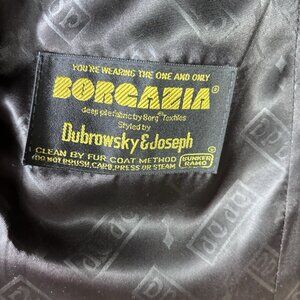 YOU'RE WEARING THE ONE AND ONLY
BORGAZIA®
deep pile fabric by Borg® Textiles
Styled by
Dubrowsky & Joseph
CLEAN BY FUR COAT METHOD
DO NOT ROUGH, CARD, PRESS OR STEAM
BUNKER
RAMO